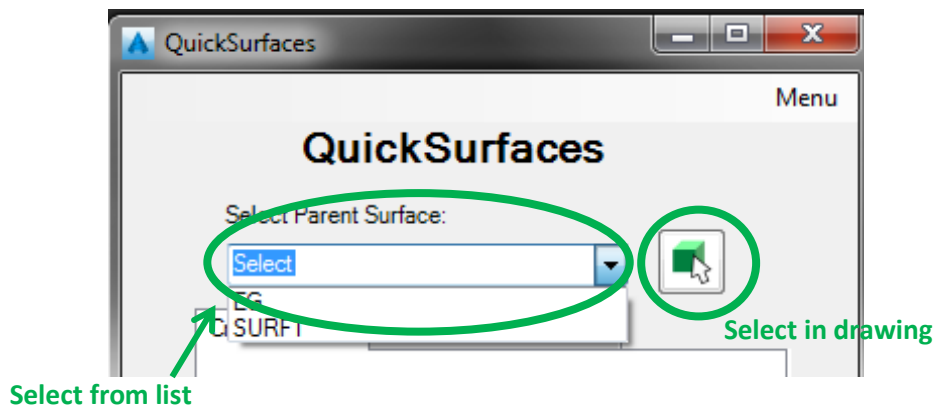 QuickSurfaces
Menu
QuickSurfaces
Select Parent Surface:
Select
EG
SURF1
Select in drawing
Select from list